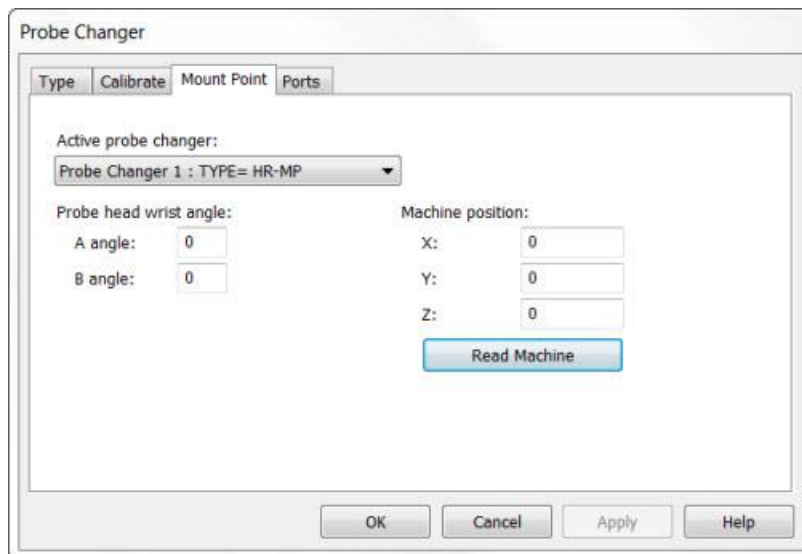 Probe Changer
Type Calibrate Mount Point Ports
Active probe changer:
Probe Changer 1 : TYPE= HR-MP
Probe head wrist angle: Machine position:
A angle: 0 X: 0
B angle: 0 Y: 0
Z: 0
Read Machine
OK Cancel Apply Help